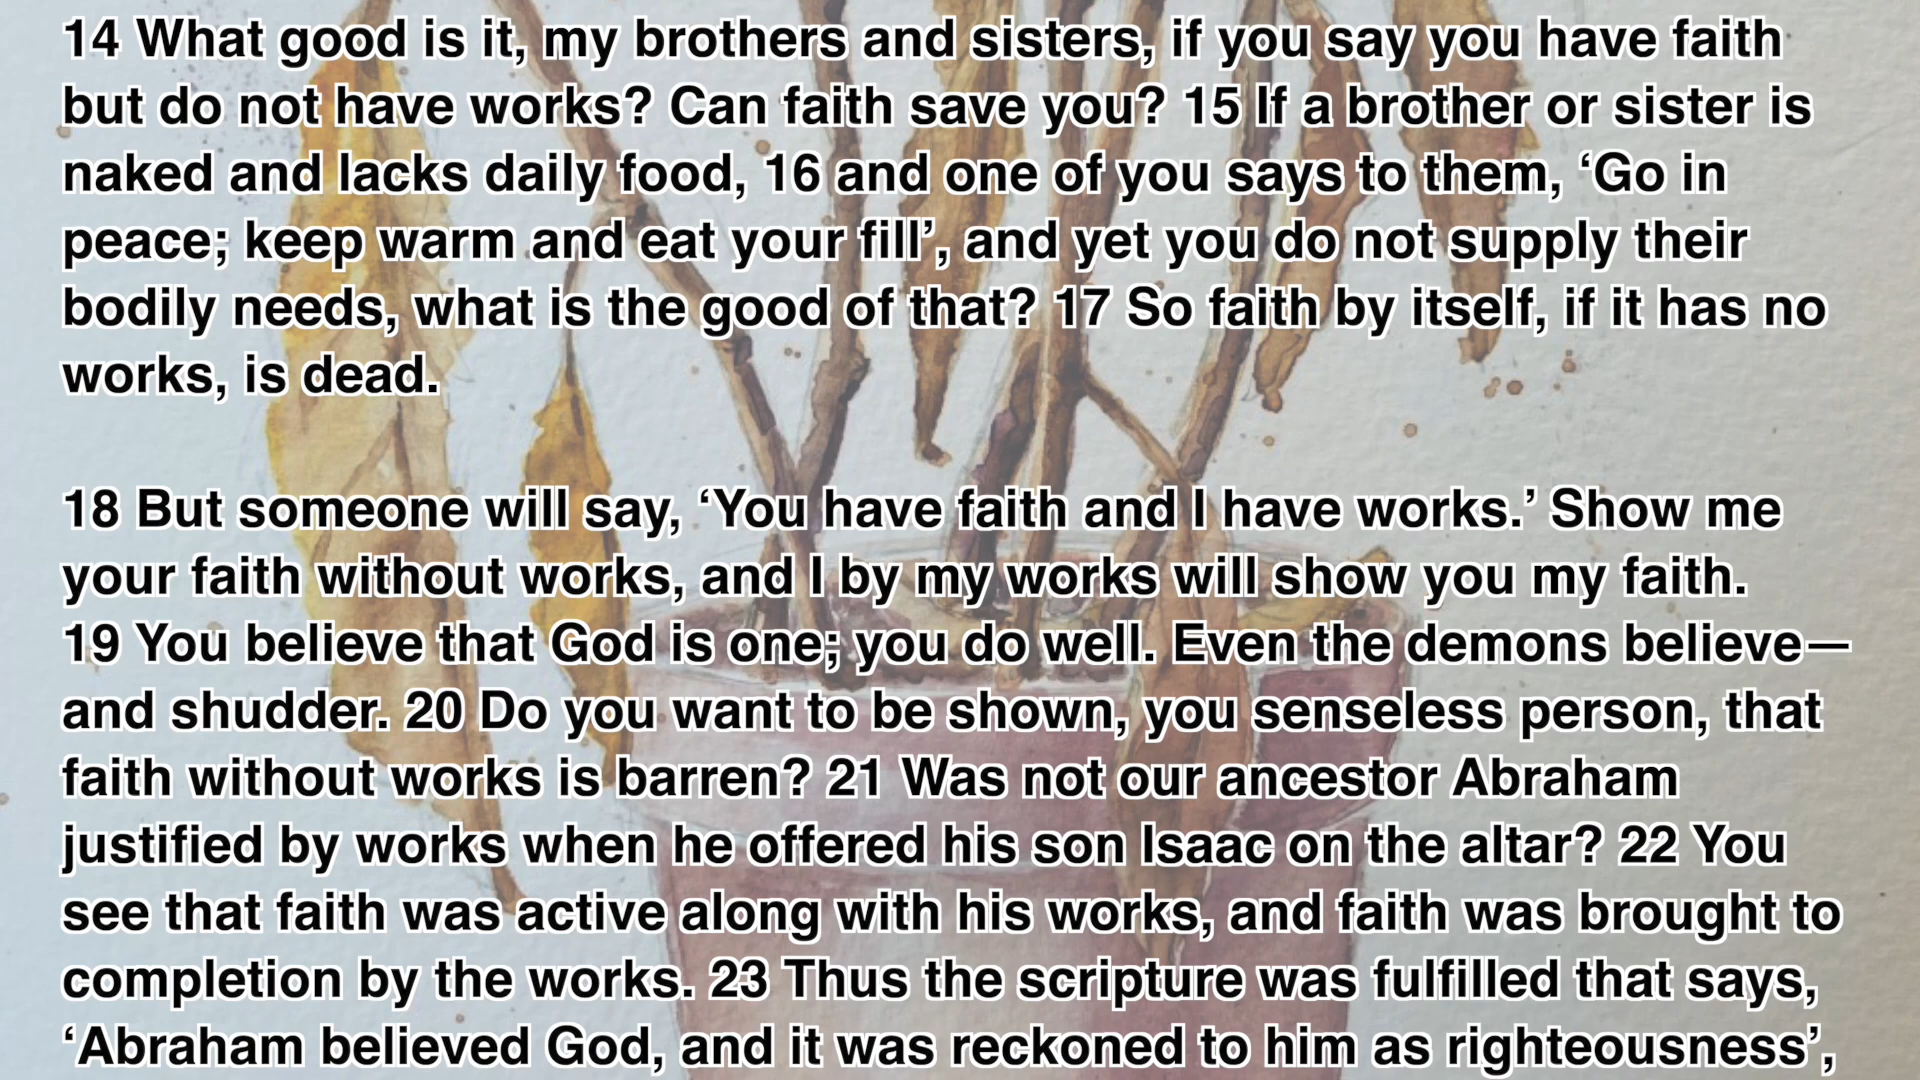 14 What good is it, my brothers and sisters, if you say you have faith
but do not have works? Can faith save you? 15 If a brother or sister is
naked and lacks daily food, 16 and one of you says to them, ‘Go in
peace; keep warm and eat your fill’, and yet you do not supply their
bodily needs, what is the good of that? 17 So faith by itself, if it has no
works, is dead.
18 But someone will say, ‘You have faith and I have works.’ Show me
your faith without works, and I by my works will show you my faith.
19 You believe that God is one; you do well. Even the demons believe—
and shudder. 20 Do you want to be shown, you senseless person, that
faith without works is barren? 21 Was not our ancestor Abraham
justified by works when he offered his son Isaac on the altar? 22 You
see that faith was active along with his works, and faith was brought to
completion by the works. 23 Thus the scripture was fulfilled that says,
‘Abraham believed God, and it was reckoned to him as righteousness’,